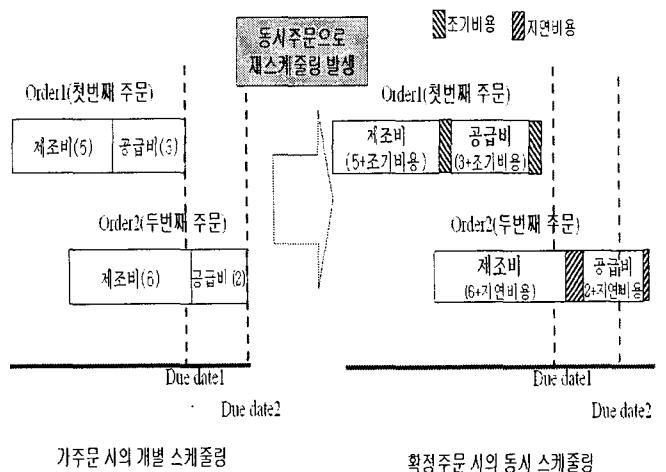 동시주문으로
재스케줄링 발생
조기비용 지연비용
Order1(첫번째 주문)
제조비(5) 공급비(3)
Order2(두번째 주문)
제조비(6) 공급비(2)
Due date1
Due date2
가주문 시의 개별 스케줄링
Order1(첫번째 주문)
제조비 공급비
(5+조기비용) (3+조기비용)
Order2(두번째 주문)
제조비 공급비
(6+지연비용) 2+지연비용
Due date1
Due date2
확정주문 시의 동시 스케줄링